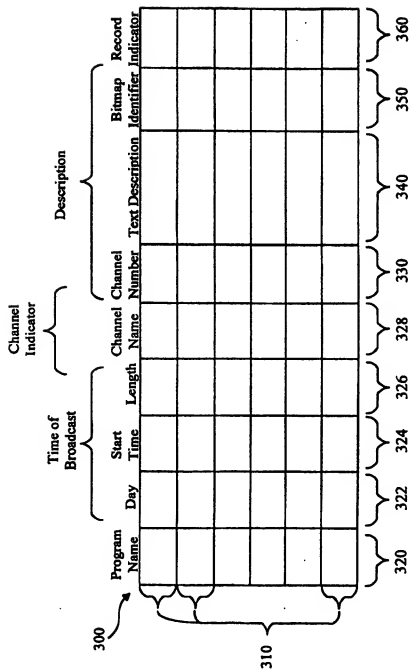 Channel
Indicator
Time of
Broadcast
Description
Program
Name
Day
Start
Time
Length
Channel
Name
Channel
Number
Text Description
Bitmap
Identifier
Record
Indicator
300
310
320
322
324
326
328
330
340
350
360